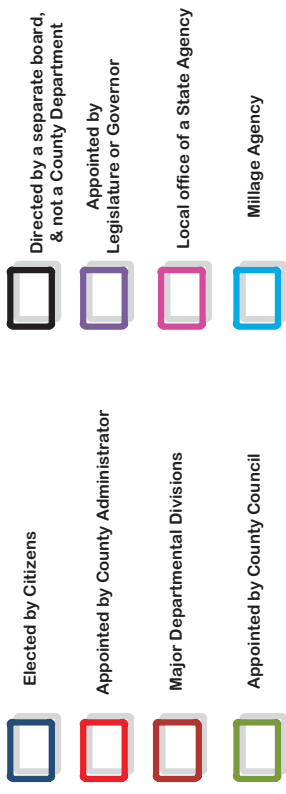 Elected by Citizens
Appointed by County Administrator
Major Departmental Divisions
Appointed by County Council
Directed by a separate board,
& not a County Department
Appointed by
Legislature or Governor
Local office of a State Agency
Millage Agency